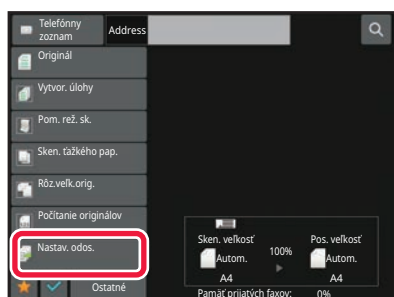 Telefónny
zoznam
Address
Originál
Vytvor. úlohy
Pom. rež. sk.
Sken. ťažkého pap.
Rôz.veľk.orig.
Počítanie originálov
Nastav. odos.
Ostatné
Sken. veľkosť
100%
Pos. veľkosť
Autom.
Autom.
A4
A4
Pamäť prijatých faxov:
0%